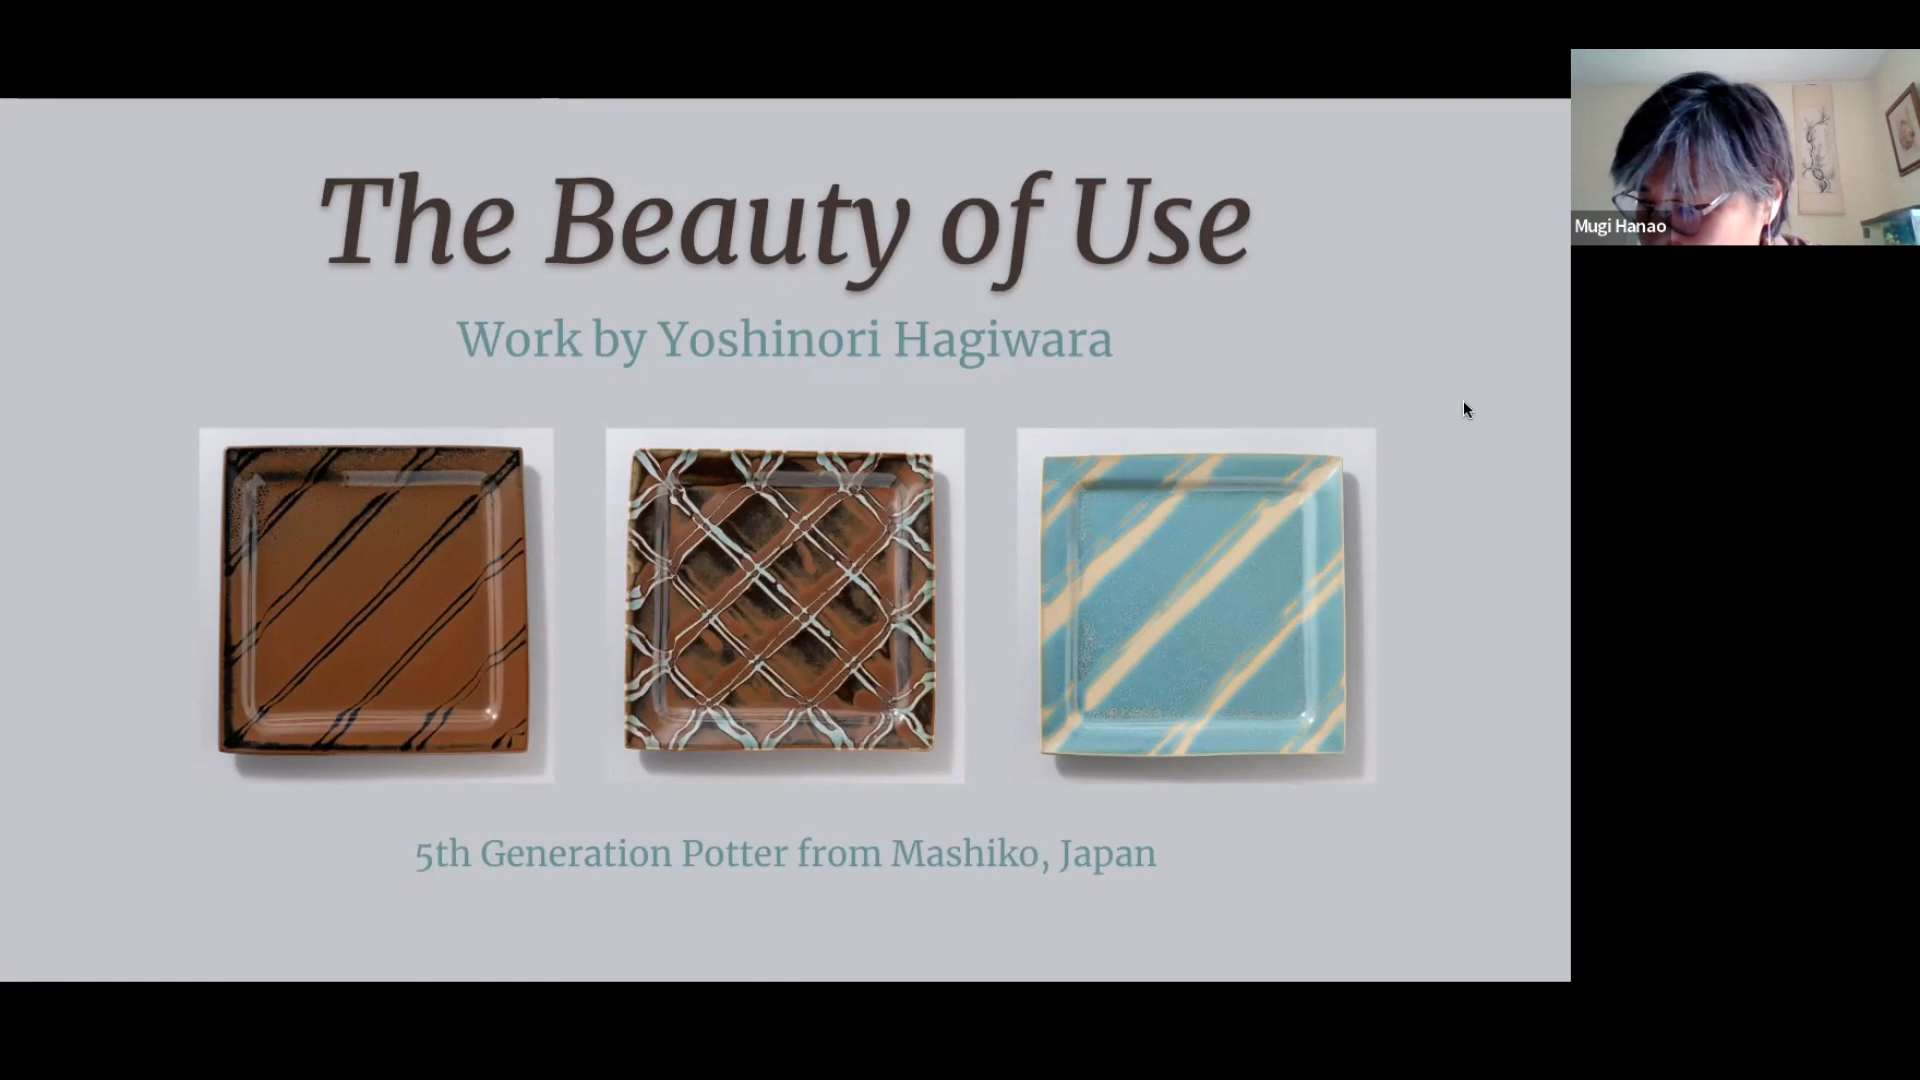 The Beauty of Use
Work by Yoshinori Hagiwara
5th Generation Potter from Mashiko, Japan
Mugi Hanao